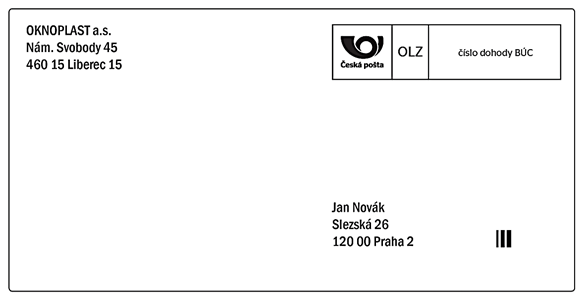 OKNOPLAST a.s.
Nám. Svobody 45
460 15 Liberec 15
Česká pošta
OLZ
číslo dohody BÚC
Jan Novák
Slezská 26
120 00 Praha 2